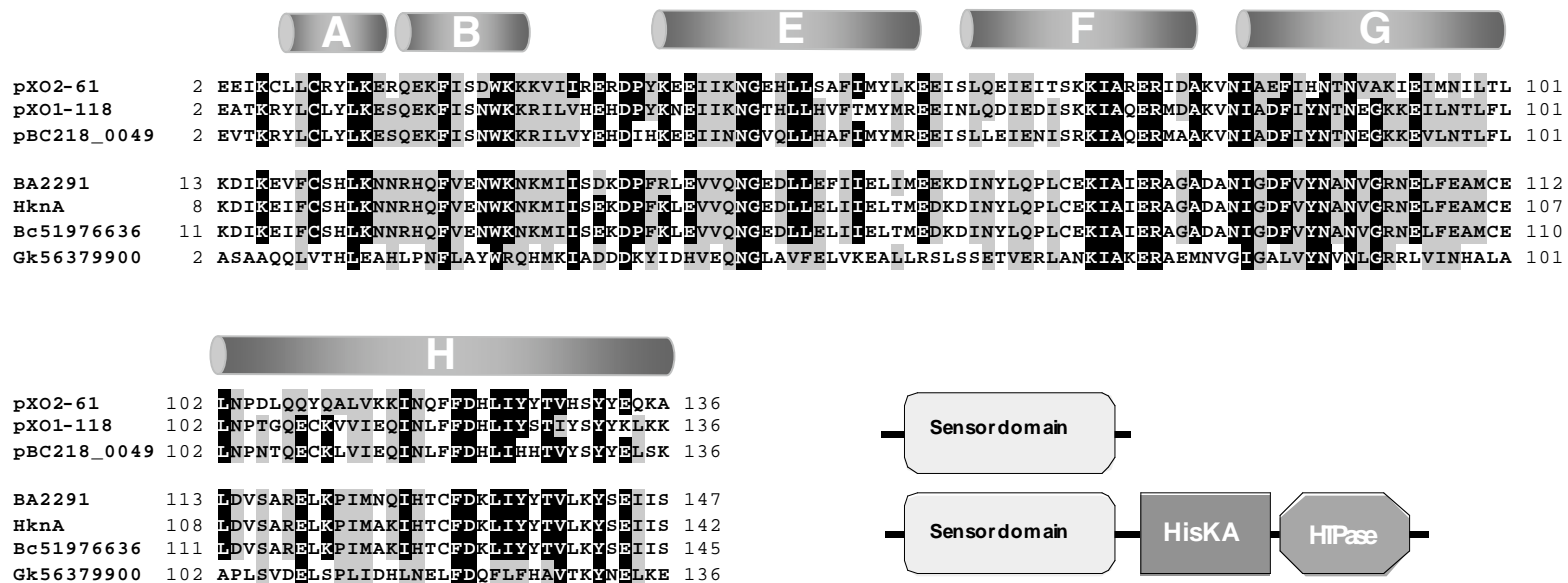 A B E F G
pXO2-61 2 EEIKCLLCRYLKERQEKFISDWKKKVIIRERDPYKEEIIKNGEHLLSAFIMYLKEEISLQEIEITSKKIARERIDAKVNIAEFIHNTNVAKIEIMNILTL 101
pXO1-118 2 EATKRYLCLYLKESQEKFISNWKKRILVHEHDPYKNEIIKNGTHLLHVFTMYMREEINLQDIEDISKKIARERMDAKVNIADFIYNTNEGKKEILNTLFL 101
pBC218_0049 2 EVTKRYLCLYLKESQEKFISNWKKRILVYEHDIHKEEIINNGVQLLHAFIMYMREEISLLEIENISRKIAQERMAAKVNIADFIYNTNEGKKEVLNTLFL 101
BA2291 13 KDIKEVFCSHLKNNRHQFVENWKNKMIISDKDPFRLEVVQNGEDLLEFIIELIMEEKDINYLQPLCEKIAIERAGADANIGDFVYNANVGRNELFEAMCE 112
HknA 8 KDIKEIFCSHLKNNRHQFVENWKNKMIISEKDPFKLEVVQNGEDLLELIIELTMEDKDINYLQPLCEKIAIERAGADANIGDFVYNANVGRNELFEAMCE 107
Bc51976636 11 KDIKEIFCSHLKNNRHQFVENWKNKMIISEKDPFKLEVVQNGEDLLELIIELTMEDKDINYLQPLCEKIAIERAGADANIGDFVYNANVGRNELFEAMCE 110
Gk56379900 2 ASAAQQLVTHLEAHLPNFLAYWRQHMKIADDDKYIDHVEQNGLAVFELVKEALLRSLSSETVERLANKIAKERAEMNVGIGALVYNVNLGRRLVINHALA 101
H
pXO2-61 102 LNPDLQQYQALVKKINQFFDHLIYYTVHSYYEQKA 136
pXO1-118 102 LNPTGQECKVVIEQINLFFDHLIYSTIYSYYKLKK 136
pBC218_0049 102 LNPNTQECKLVIEQINLFFDHLIHHTVYSYYELSK 136
Sensor domain
BA2291 113 LDVSARELKPIMNQIHTCFDKLIYYTVLKYSEIIS 147
HknA 108 LDVSARELKPIMAKIHTCFDKLIYYTVLKYSEIIS 142
Bc51976636 111 LDVSARELKPIMAKIHTCFDKLIYYTVLKYSEIIS 145
Gk56379900 102 APLSVDELSPLIDHLNELFDQFLFHAVTKYNELKE 136
Sensor domain HisKA HTPase